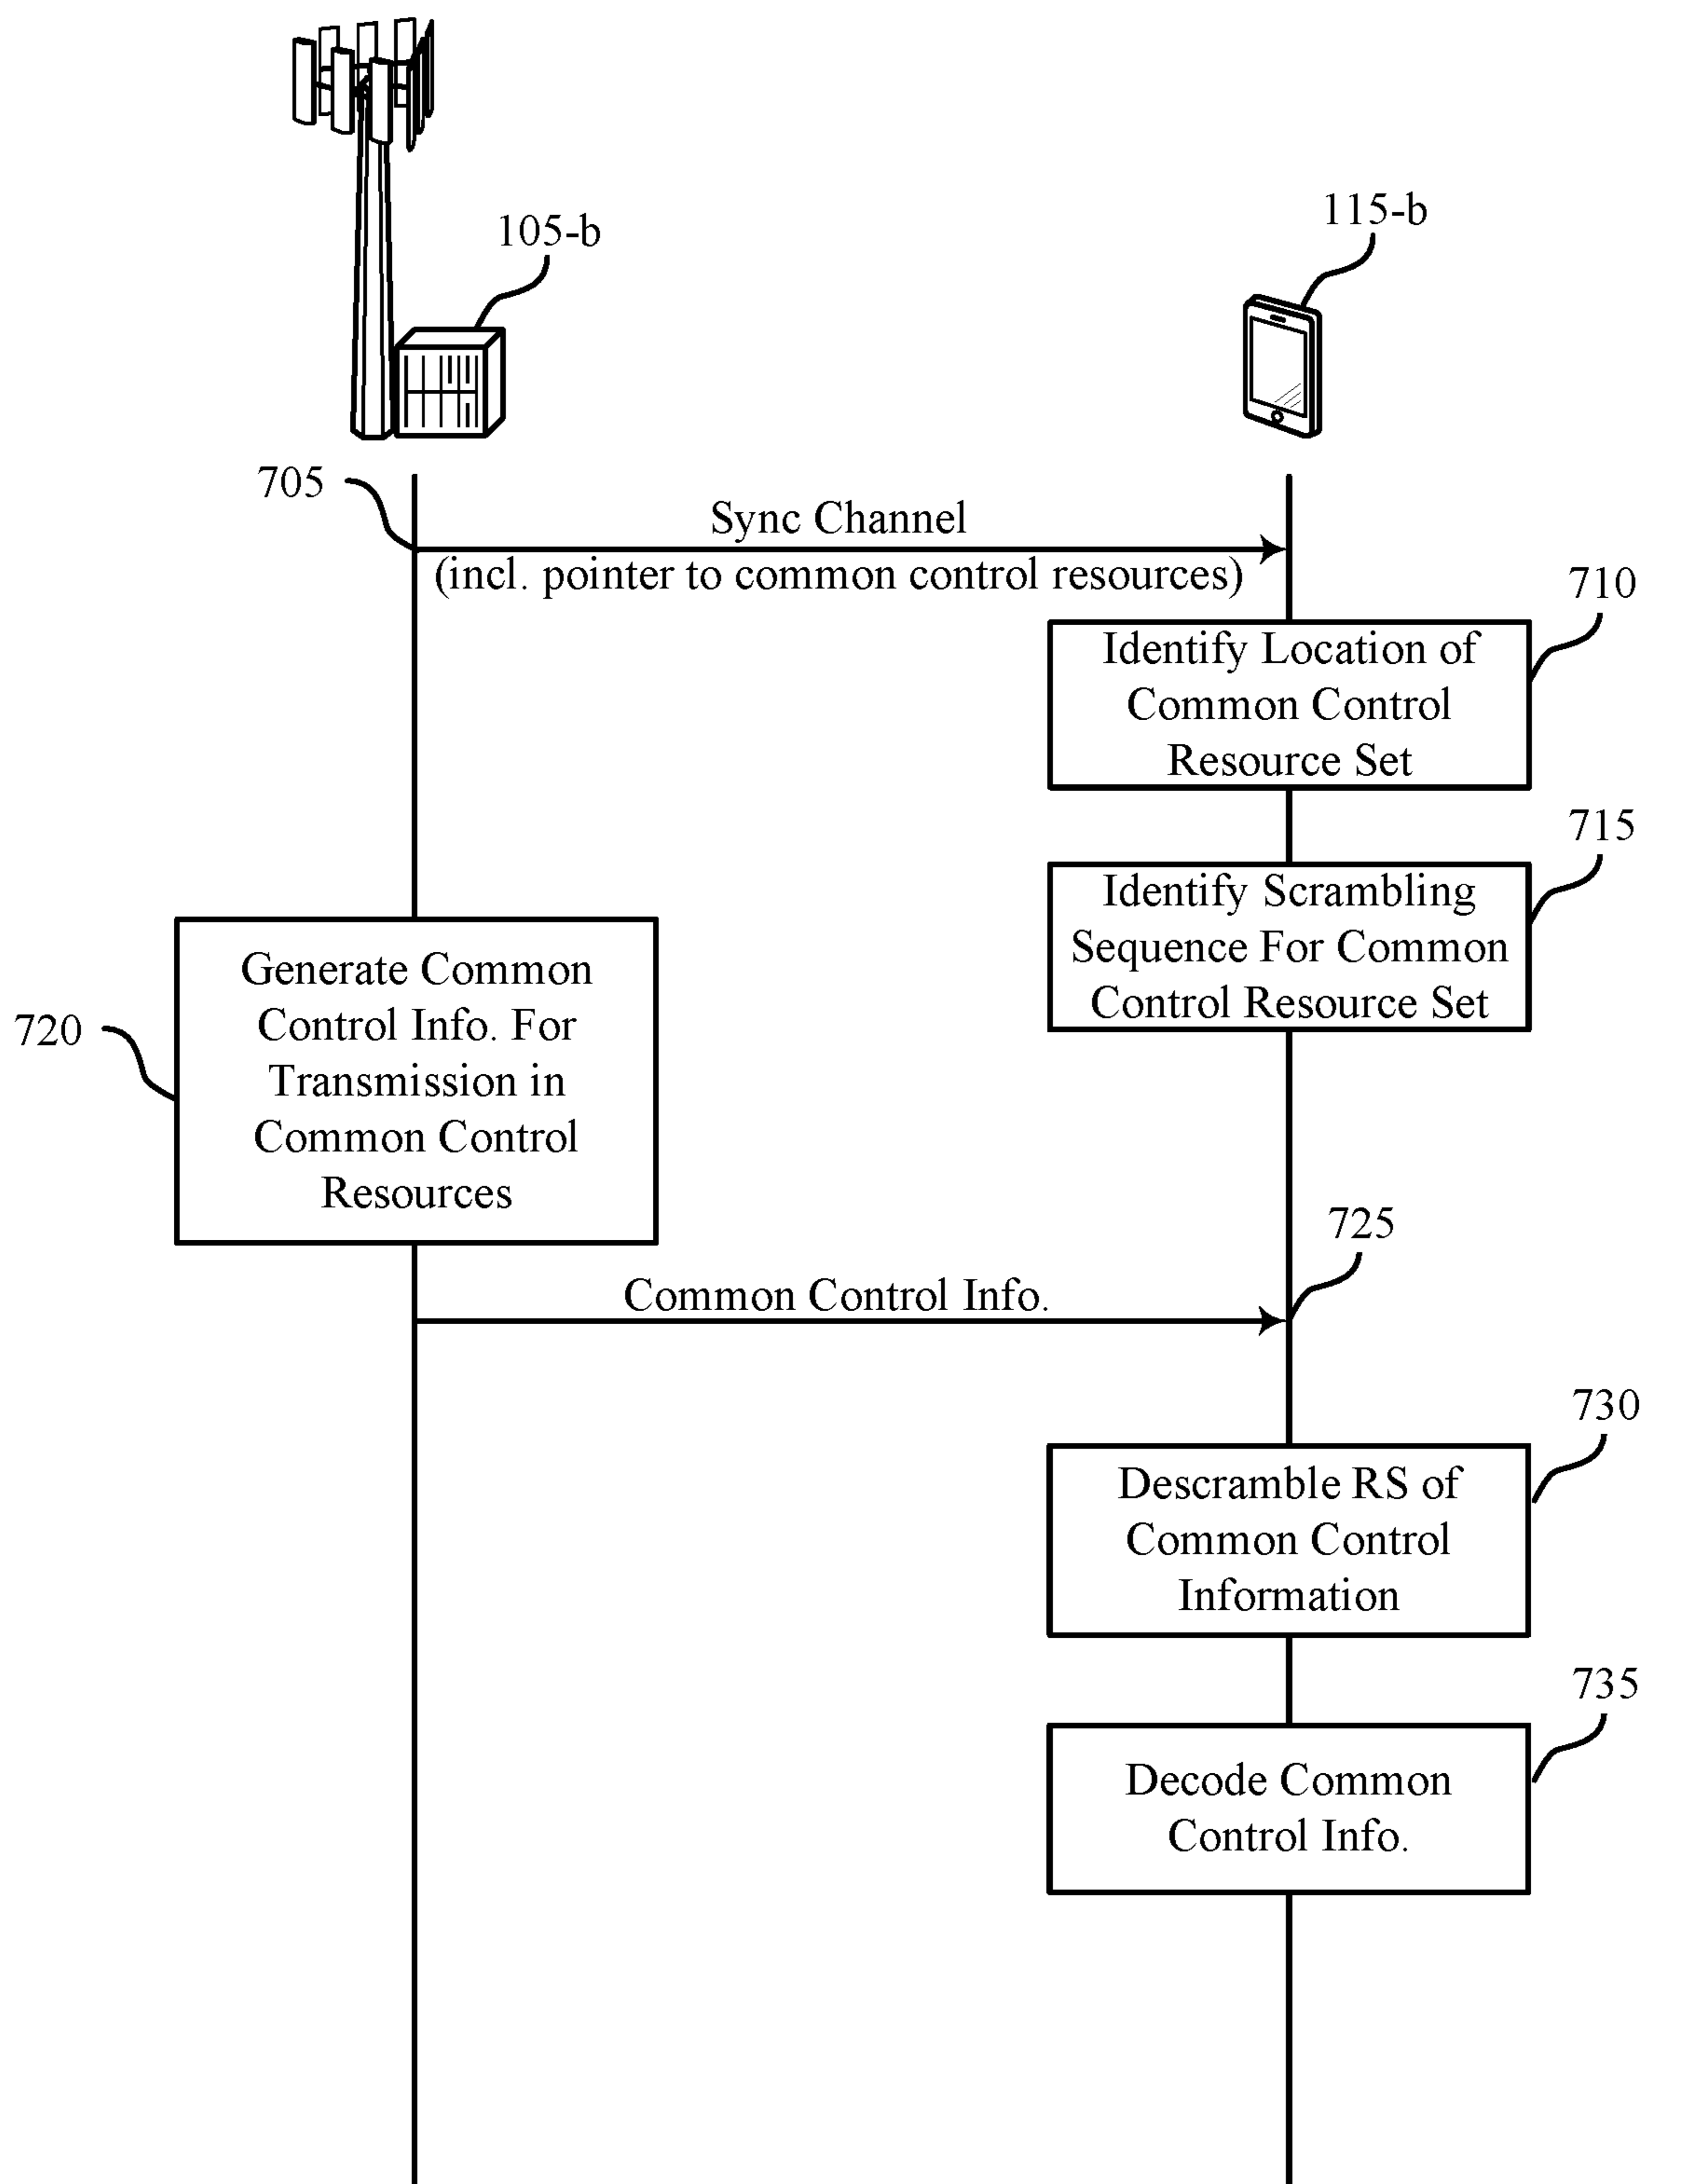 115-b
105-b
705
Sync Channel
(incl. pointer to common control resources)
710
Identify Location of
Common Control
Resource Set
715
Identify Scrambling
Sequence For Common
Control Resource Set
720
Generate Common
Control Info. For
Transmission in
Common Control
Resources
725
Common Control Info.
730
Descramble RS of
Common Control
Information
735
Decode Common
Control Info.